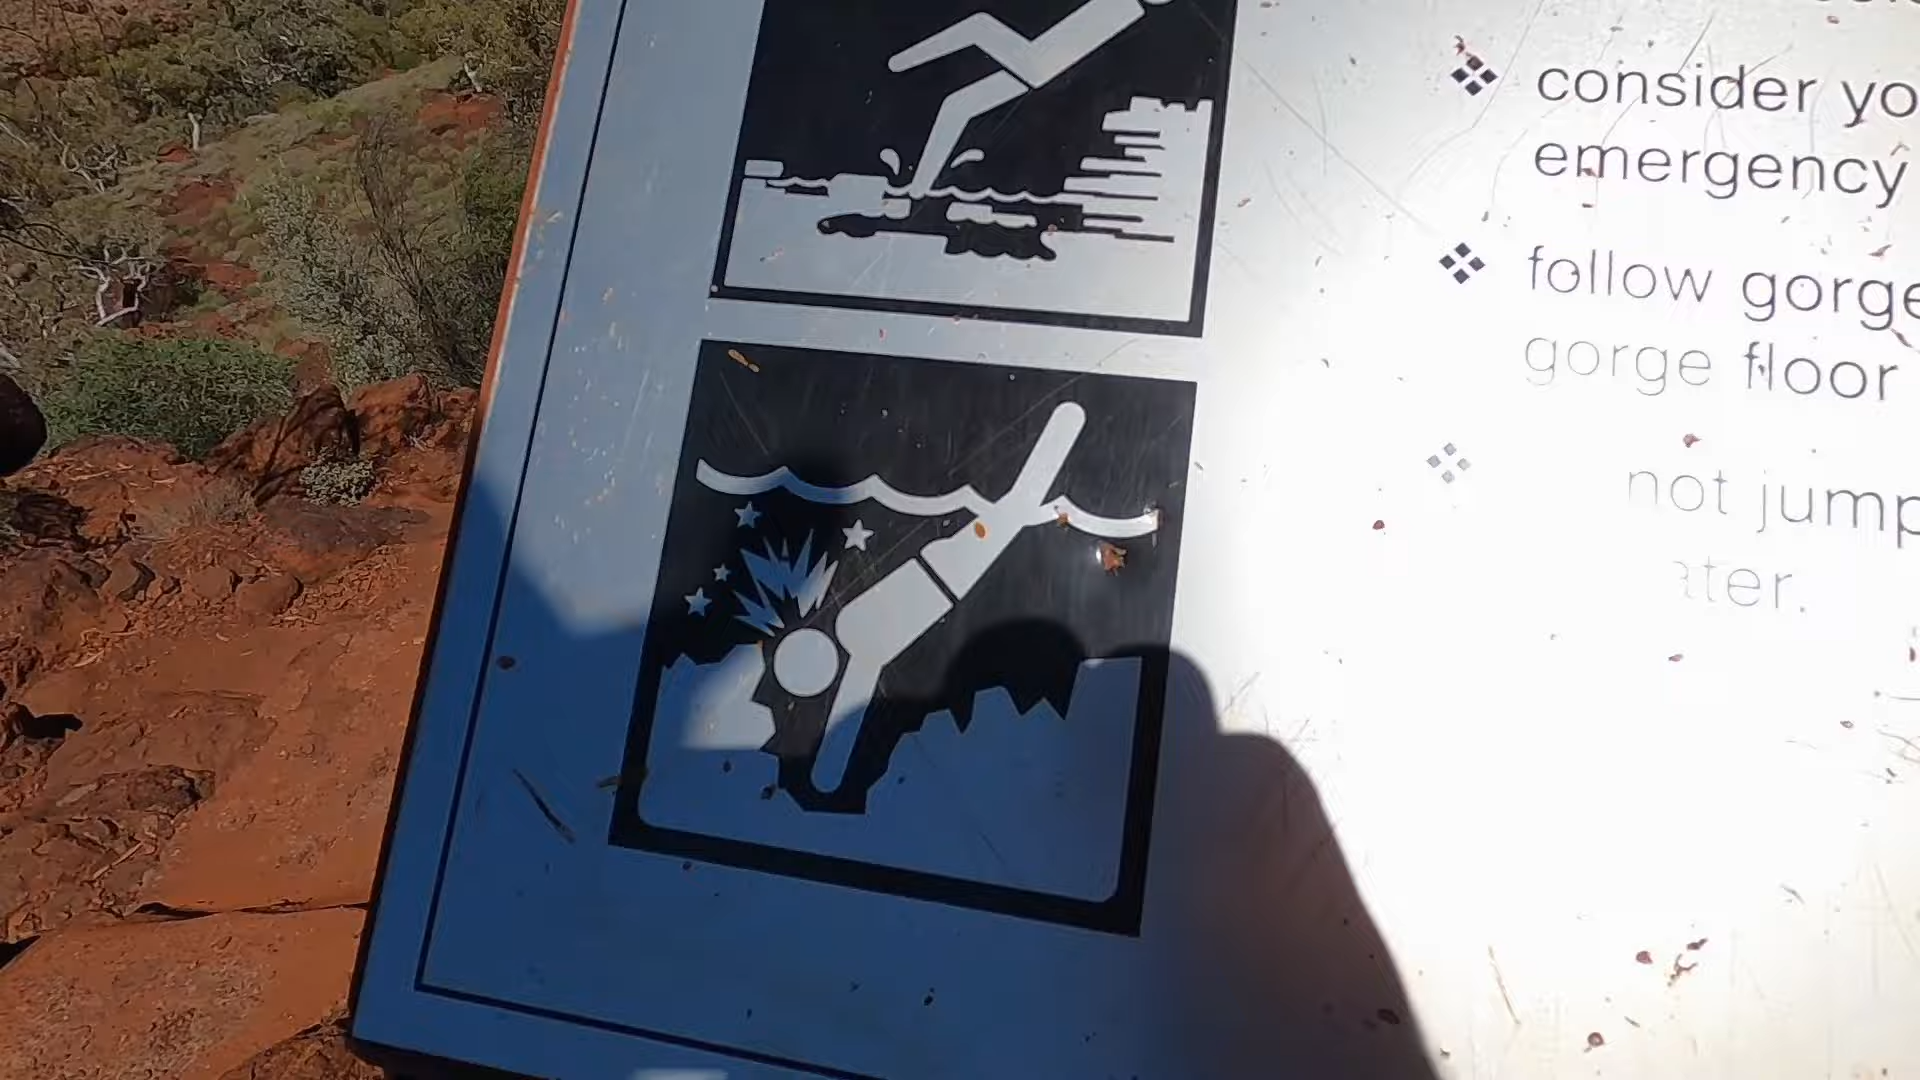 consider yo
emergency
follow gorge
gorge floor
not jump
ater.